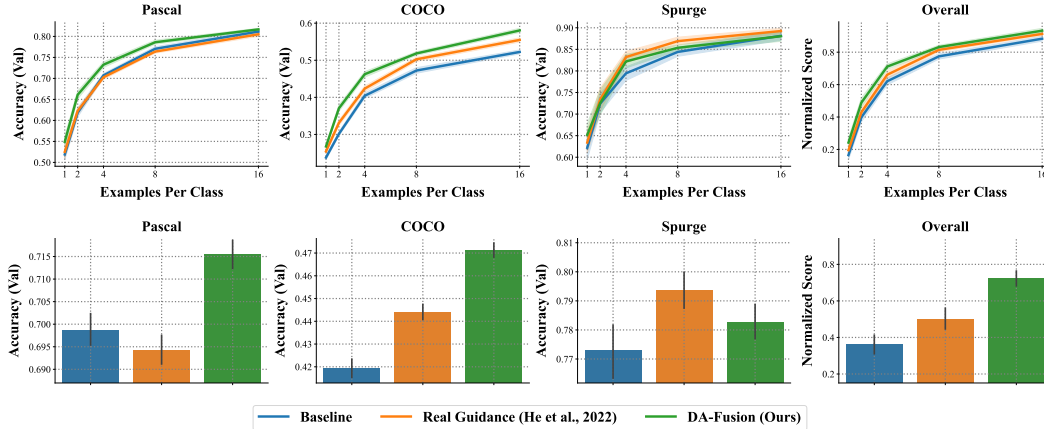 Pascal
COCO
Spurge
Overall
Accuracy (Val)
0.80
0.75
0.70
0.65
0.60
0.55
0.50
Accuracy (Val)
0.6
0.5
0.4
0.3
Accuracy (Val)
0.90
0.85
0.80
0.75
0.70
0.65
0.60
Normalized Score
0.8
0.6
0.4
0.2
1 2 4 8 16
1 2 4 8 16
1 2 4 8 16
1 2 4 8 16
Examples Per Class
Examples Per Class
Examples Per Class
Examples Per Class
Pascal
COCO
Spurge
Overall
Accuracy (Val)
0.715
0.700
0.695
0.690
Accuracy (Val)
0.47
0.46
0.45
0.44
0.43
0.42
Accuracy (Val)
0.81
0.80
0.79
0.78
0.77
Normalized Score
0.8
0.6
0.4
0.2
Baseline
Real Guidance (He et al., 2022)
DA-Fusion (Ours)